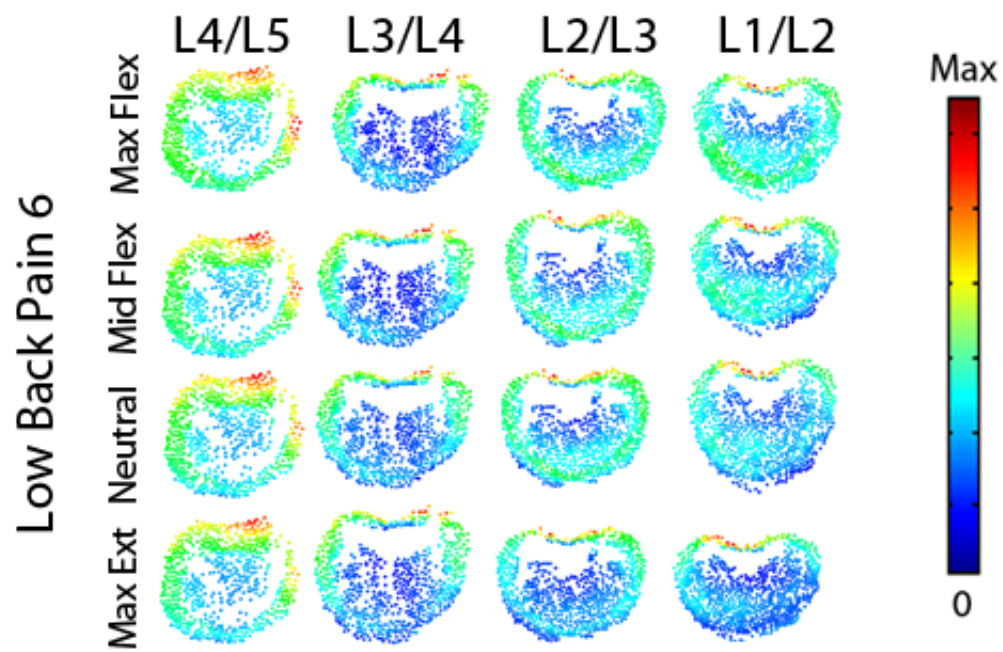 L4/L5 L3/L4 L2/L3 L1/L2
Max
Max Flex
Mid Flex
Neutral
Max Ext
Low Back Pain 6
0